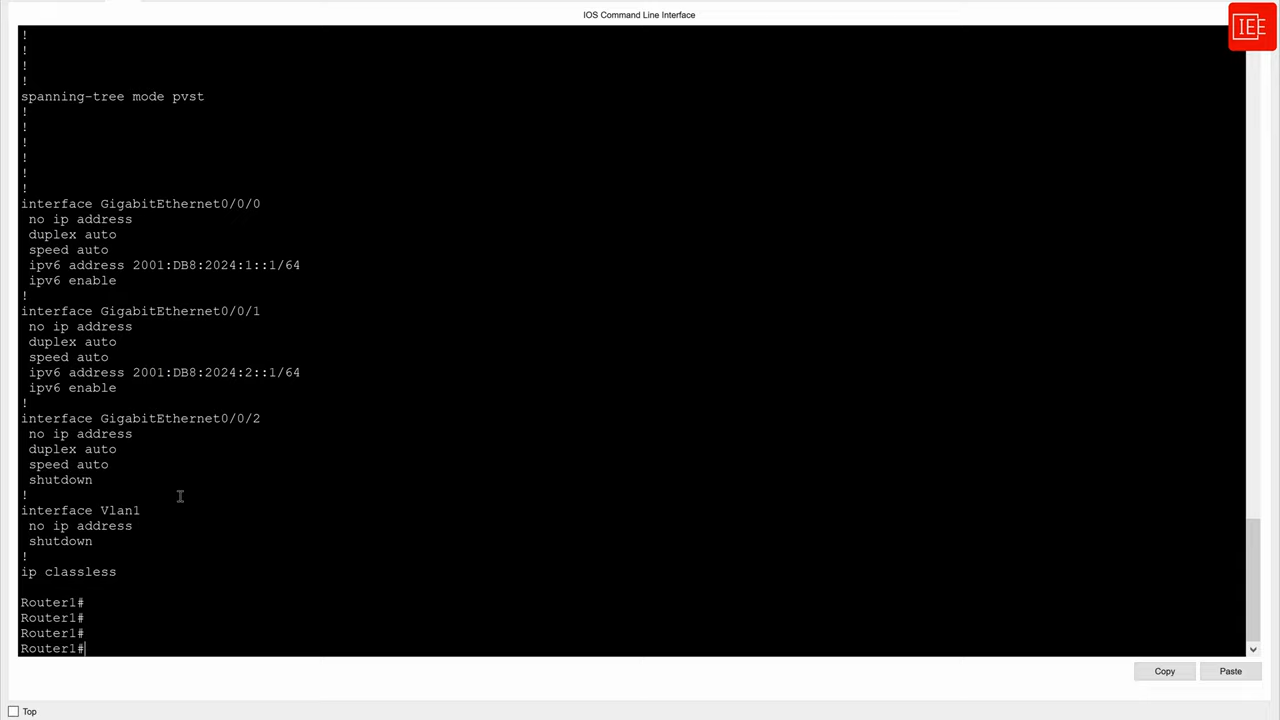 IOS Command Line Interface
IEE
!
!
!
!
spanning-tree mode pvst
!
!
!
!
!
!
interface GigabitEthernet0/0/0
no ip address
duplex auto
speed auto
ipv6 address 2001:DB8:2024:1::1/64
ipv6 enable
!
interface GigabitEthernet0/0/1
no ip address
duplex auto
speed auto
ipv6 address 2001:DB8:2024:2::1/64
ipv6 enable
!
interface GigabitEthernet0/0/2
no ip address
duplex auto
speed auto
shutdown
!
interface Vlan1
no ip address
shutdown
!
ip classless
Router1#
Router1#
Router1#
Router1#
Copy Paste
Top